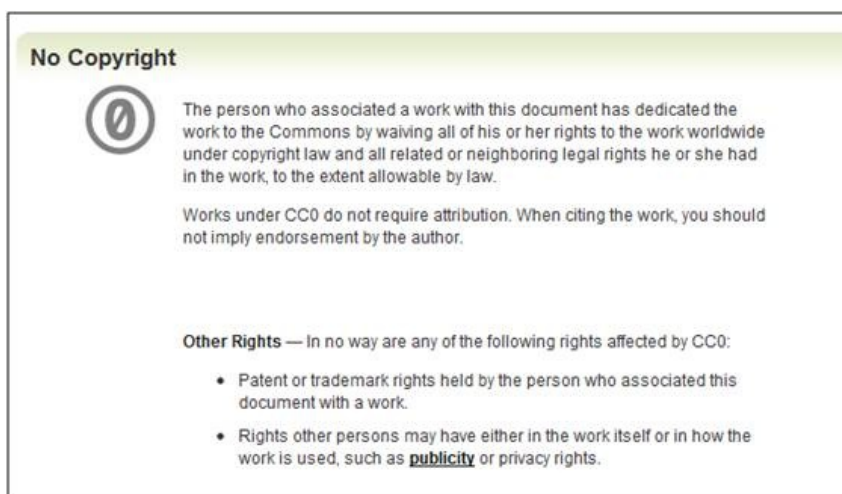 No Copyright
0
The person who associated a work with this document has dedicated the
work to the Commons by waiving all of his or her rights to the work worldwide
under copyright law and all related or neighboring legal rights he or she had
in the work, to the extent allowable by law.
Works under CC0 do not require attribution. When citing the work, you should
not imply endorsement by the author.
Other Rights — In no way are any of the following rights affected by CC0:
• Patent or trademark rights held by the person who associated this
document with a work.
• Rights other persons may have either in the work itself or in how the
work is used, such as publicity or privacy rights.